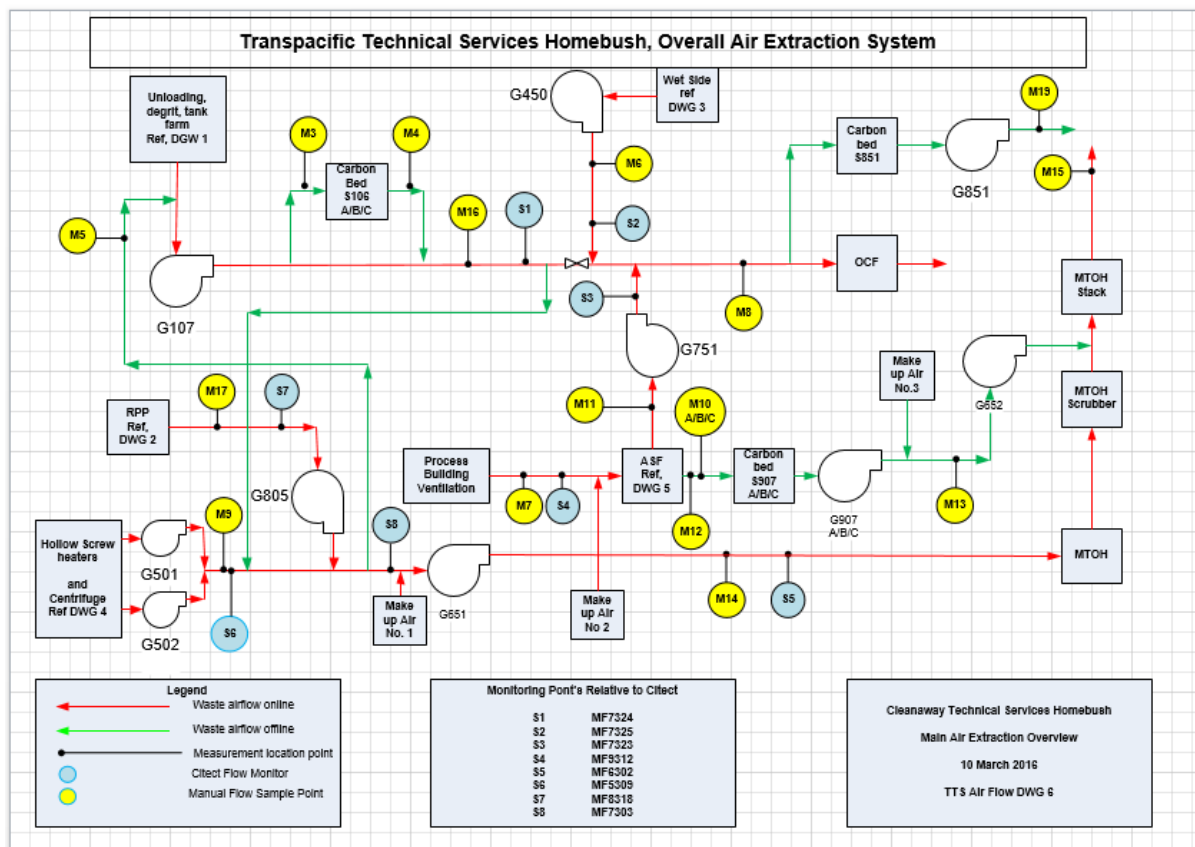 Transpacific Technical Services Homebush, Overall Air Extraction System
Unloading,
degrit, tank
farm
Ref, DGW 1
M3
M4
Carbon
Bed
S106
A/B/C
G450
Wet Side
ref
DWG 3
M6
S2
Carbon
bed
S851
G851
M19
M15
M5
M16
S1
G107
S3
G751
M8
OCF
MTOH
Stack
M17
S7
RPP
Ref,
DWG 2
G805
M11
M10
A/B/C
Make
up Air
No.3
G652
MTOH
Scrubber
Process
Building
Ventilation
M7
S4
ASF
Ref,
DWG 5
M12
Carbon
bed
S907
A/B/C
G907
A/B/C
M13
Hollow Screw
heaters
and
Centrifuge
Ref DWG 4
G501
G502
M9
S6
S8
Make
up Air
No. 1
G651
Make
up Air
No 2
M14
S5
MTOH
Legend
Waste airflow online
Waste airflow offline
Measurement location point
Citect Flow Monitor
Manual Flow Sample Point
Monitoring Pont's Relative to Citect
S1 MF7324
S2 MF7325
S3 MF7323
S4 MF9312
S5 MF6302
S6 MF5309
S7 MF8318
S8 MF7303
Cleanaway Technical Services Homebush
Main Air Extraction Overview
10 March 2016
TTS Air Flow DWG 6